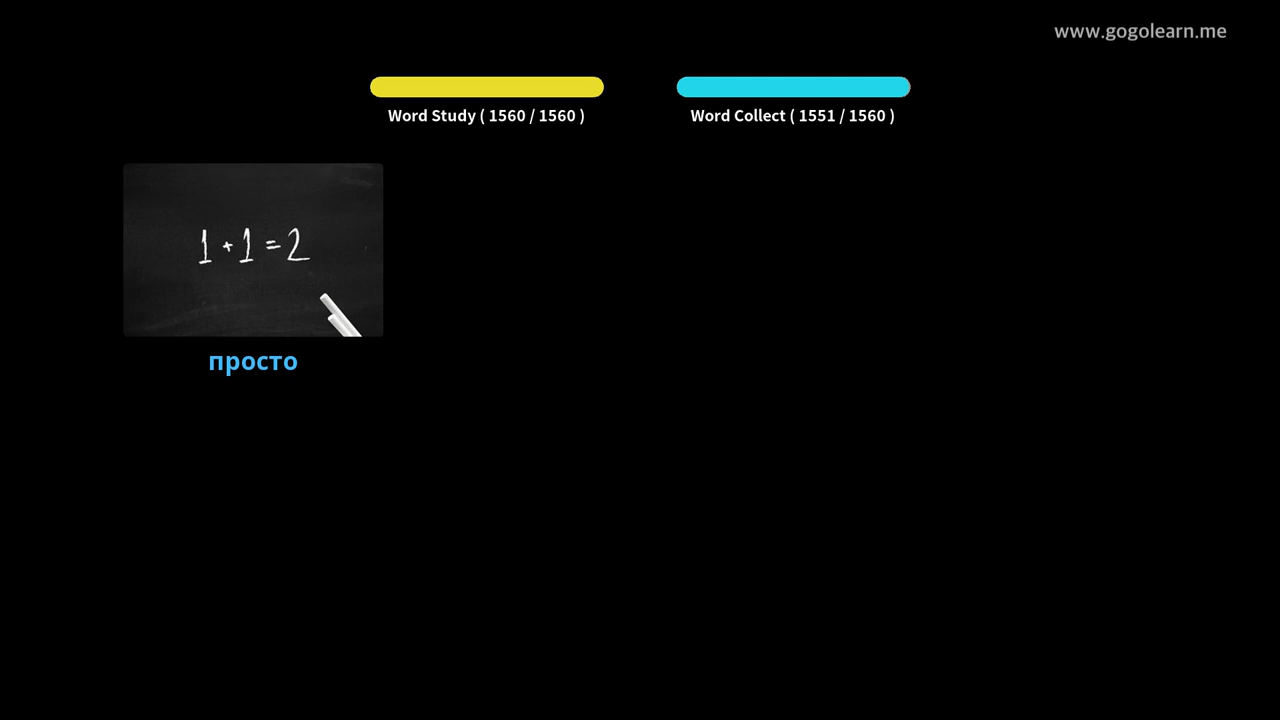 www.gogolearn.me
Word Study ( 1560 / 1560 )
Word Collect ( 1551 / 1560 )
1 + 1 = 2
просто